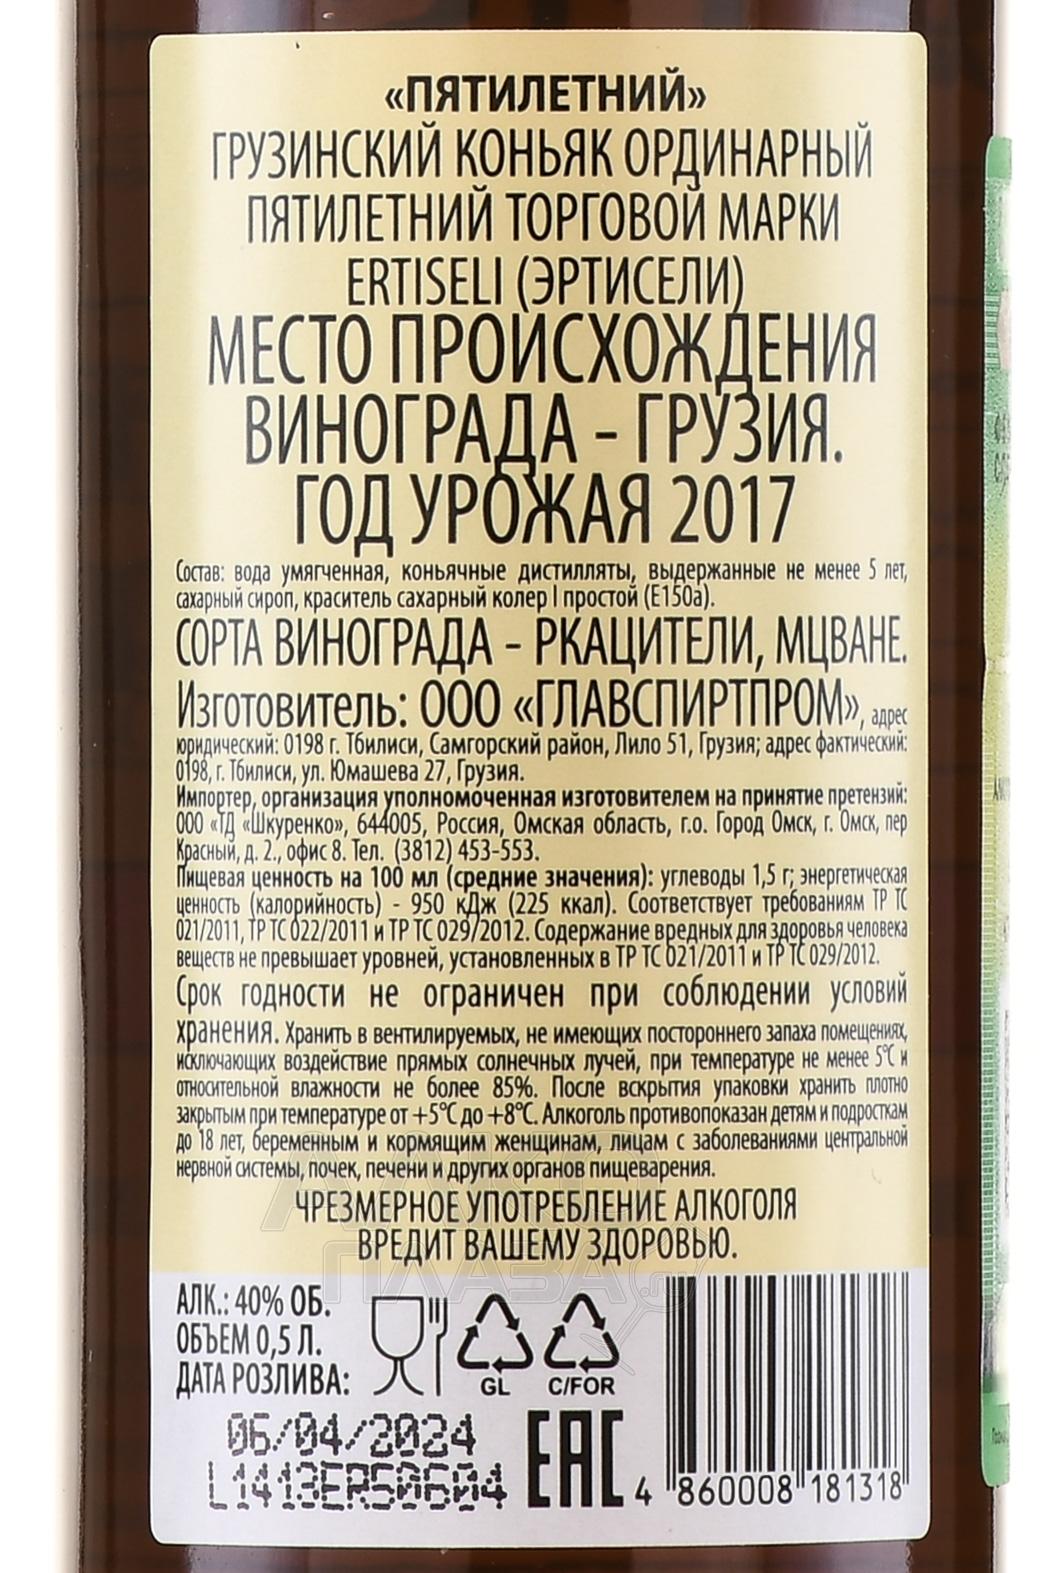 «ПЯТИЛЕТНИЙ»
ГРУЗИНСКИЙ КОНЬЯК ОРДИНАРНЫЙ
ПЯТИЛЕТНИЙ ТОРГОВОЙ МАРКИ
ERTISELI (ЭРТИСЕЛИ)
МЕСТО ПРОИСХОЖДЕНИЯ
ВИНОГРАДА - ГРУЗИЯ.
ГОД УРОЖАЯ 2017
Состав: вода умягченная, коньячные дистилляты, выдержанные не менее 5 лет,
сахарный сироп, краситель сахарный колер I простой (Е150а).
СОРТА ВИНОГРАДА - РКАЦИТЕЛИ, МЦВАНЕ.
Изготовитель: ООО «ГЛАВСПИРТПРОМ», адрес
юридический: 0198 г. Тбилиси, Самгорский район, Лило 51, Грузия; адрес фактический:
0198, г. Тбилиси, ул. Юмашева 27, Грузия.
Импортер, организация уполномоченная изготовителем на принятие претензий:
ООО «ТД «Шкуренко», 644005, Россия, Омская область, г.о. Город Омск, г. Омск, пер
Красный, д. 2., офис 8. Тел. (3812) 453-553.
Пищевая ценность на 100 мл (средние значения): углеводы 1,5 г; энергетическая
ценность (калорийность) - 950 кДж (225 ккал). Соответствует требованиям ТР ТС
021/2011, ТР ТС 022/2011 и ТР ТС 029/2012. Содержание вредных для здоровья человека
веществ не превышает уровней, установленных в ТР ТС 021/2011 и ТР ТС 029/2012.
Срок годности не ограничен при соблюдении условий
хранения. Хранить в вентилируемых, не имеющих постороннего запаха помещениях,
исключающих воздействие прямых солнечных лучей, при температуре не менее 5°С и
относительной влажности не более 85%. После вскрытия упаковки хранить плотно
закрытым при температуре от +5°С до +8°С. Алкоголь противопоказан детям и подросткам
до 18 лет, беременным и кормящим женщинам, лицам с заболеваниями центральной
нервной системы, почек, печени и других органов пищеварения.
ЧРЕЗМЕРНОЕ УПОТРЕБЛЕНИЕ АЛКОГОЛЯ
ВРЕДИТ ВАШЕМУ ЗДОРОВЬЮ.
АЛКО
ПЛАЗА.ру
АЛК.: 40% ОБ.
ОБЪЕМ 0,5 Л.
ДАТА РОЗЛИВА:
GL C/FOR
06/04/2024
L1413ER50604
EAC
4 860008 181318